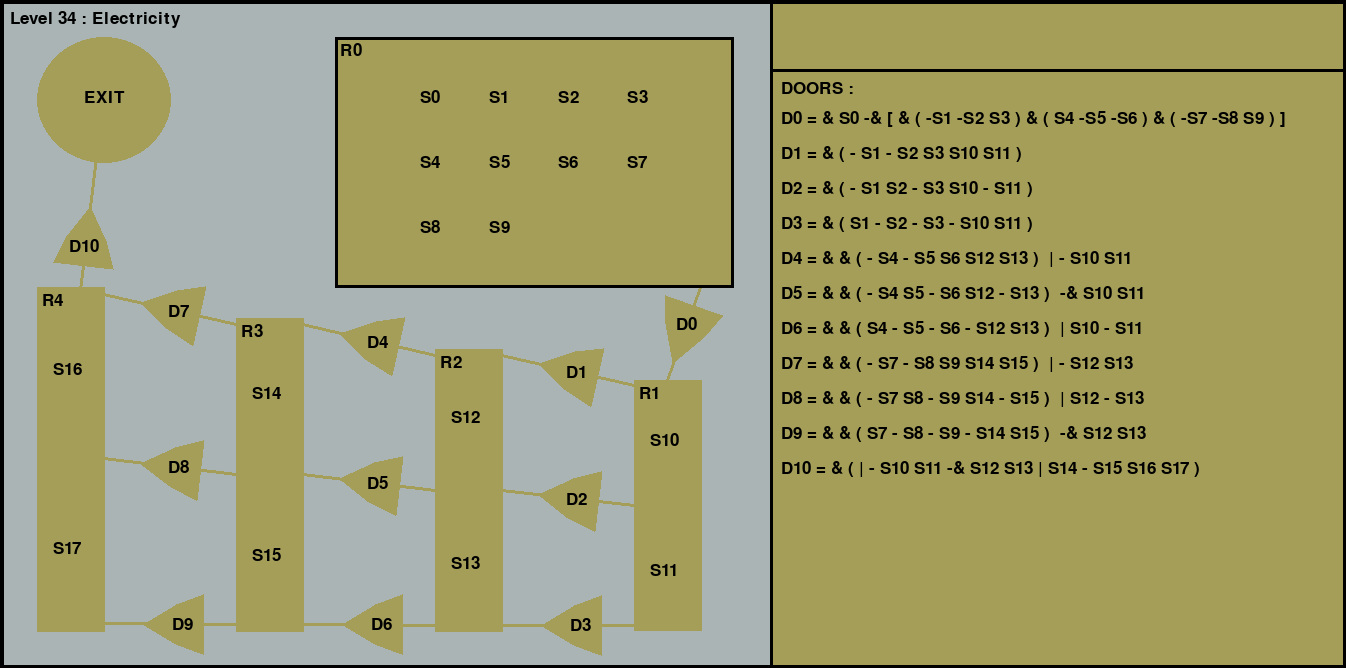 Level 34 : Electricity
EXIT
R0
S0 S1 S2 S3
S4 S5 S6 S7
S8 S9
D10
R4
D7
R3
D4
R2
D1
R1
D0
S16
S14
S12
S10
D8
D5
D2
S17
S15
S13
S11
D9
D6
D3
DOORS :
D0 = & S0 -& [ & ( -S1 -S2 S3 ) & ( S4 -S5 -S6 ) & ( -S7 -S8 S9 ) ]
D1 = & ( - S1 - S2 S3 S10 S11 )
D2 = & ( - S1 S2 - S3 S10 - S11 )
D3 = & ( S1 - S2 - S3 - S10 S11 )
D4 = & & ( - S4 - S5 S6 S12 S13 ) | - S10 S11
D5 = & & ( - S4 S5 - S6 S12 - S13 ) -& S10 S11
D6 = & & ( S4 - S5 - S6 - S12 S13 ) | S10 - S11
D7 = & & ( - S7 - S8 S9 S14 S15 ) | - S12 S13
D8 = & & ( - S7 S8 - S9 S14 - S15 ) | S12 - S13
D9 = & & ( S7 - S8 - S9 - S14 S15 ) -& S12 S13
D10 = & ( | - S10 S11 -& S12 S13 | S14 - S15 S16 S17 )